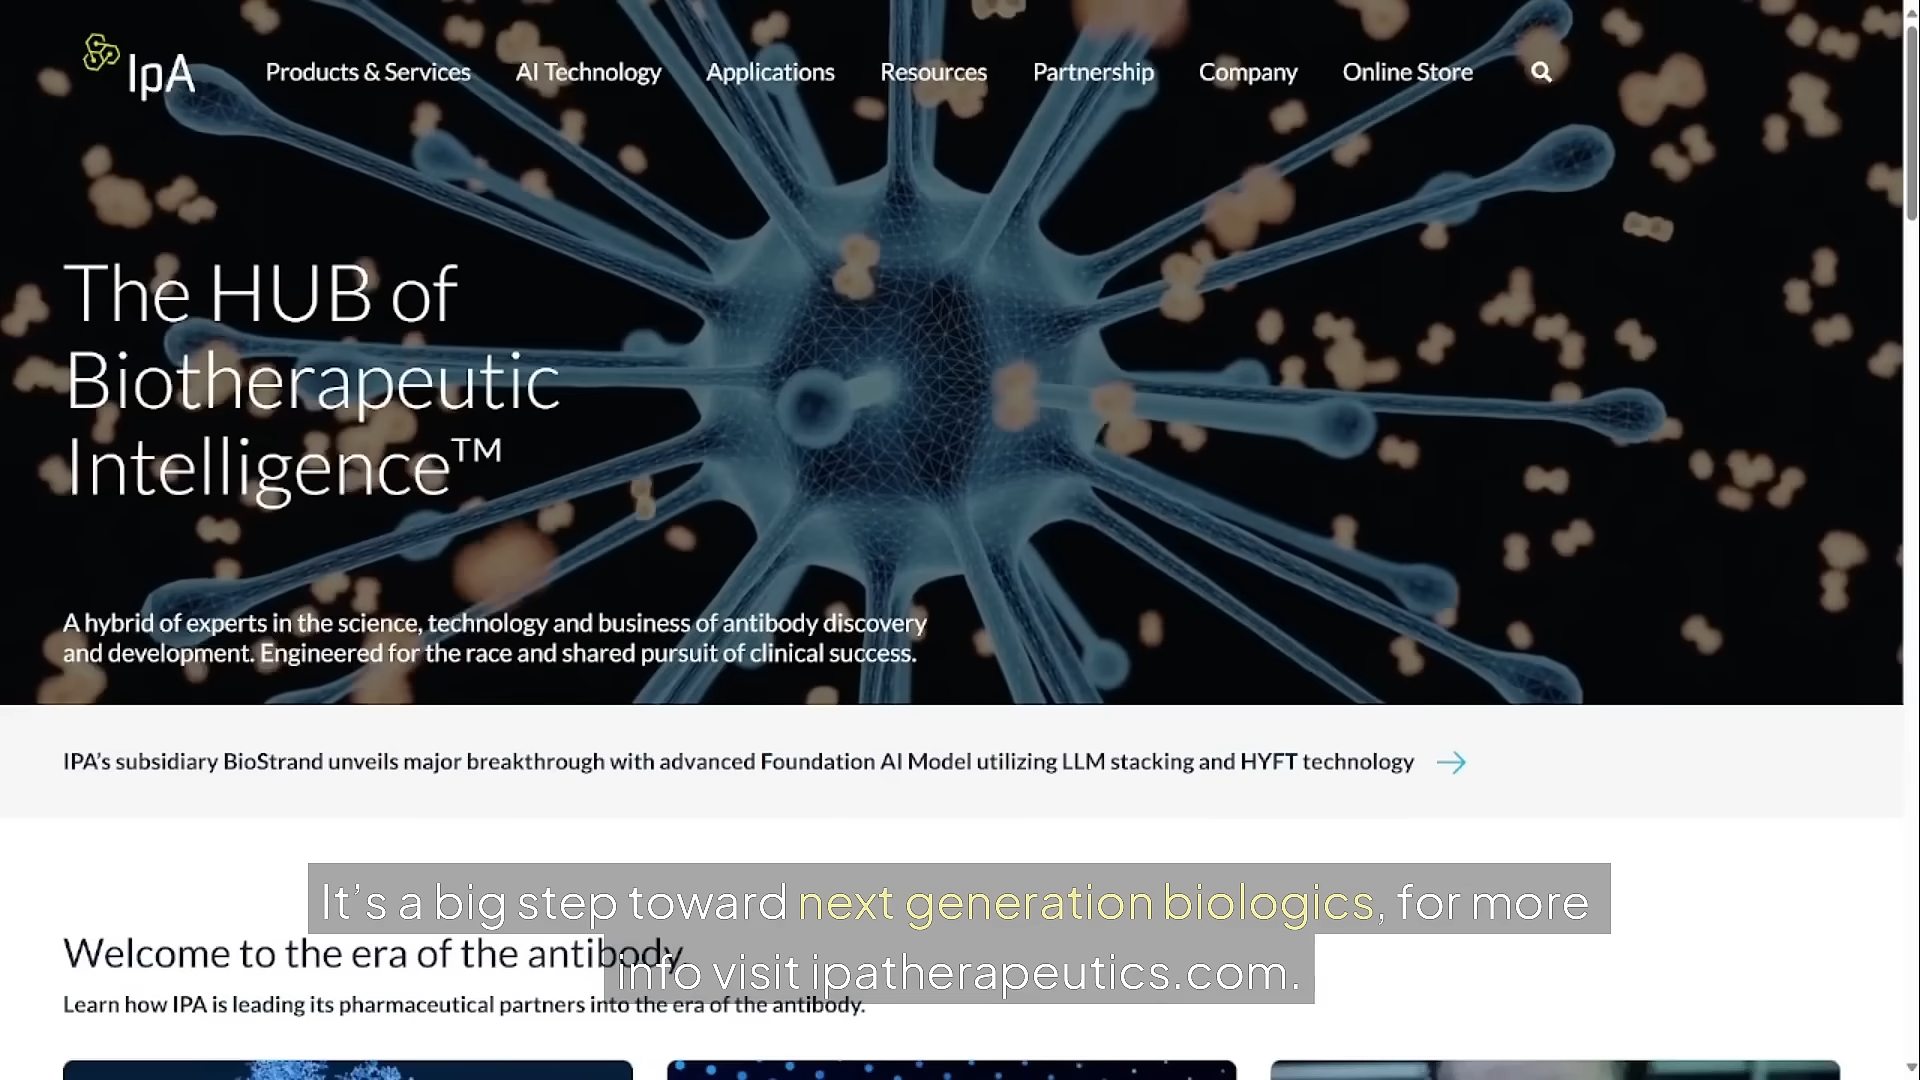 IpA
Products & Services
AI Technology
Applications
Resources
Partnership
Company
Online Store
The HUB of
Biotherapeutic
Intelligence™
A hybrid of experts in the science, technology and business of antibody discovery
and development. Engineered for the race and shared pursuit of clinical success.
IPA's subsidiary BioStrand unveils major breakthrough with advanced Foundation AI Model utilizing LLM stacking and HYFT technology
It's a big step toward next generation biologics, for more
info visit ipatherapeutics.com.
Welcome to the era of the antibody.
Learn how IPA is leading its pharmaceutical partners into the era of the antibody.